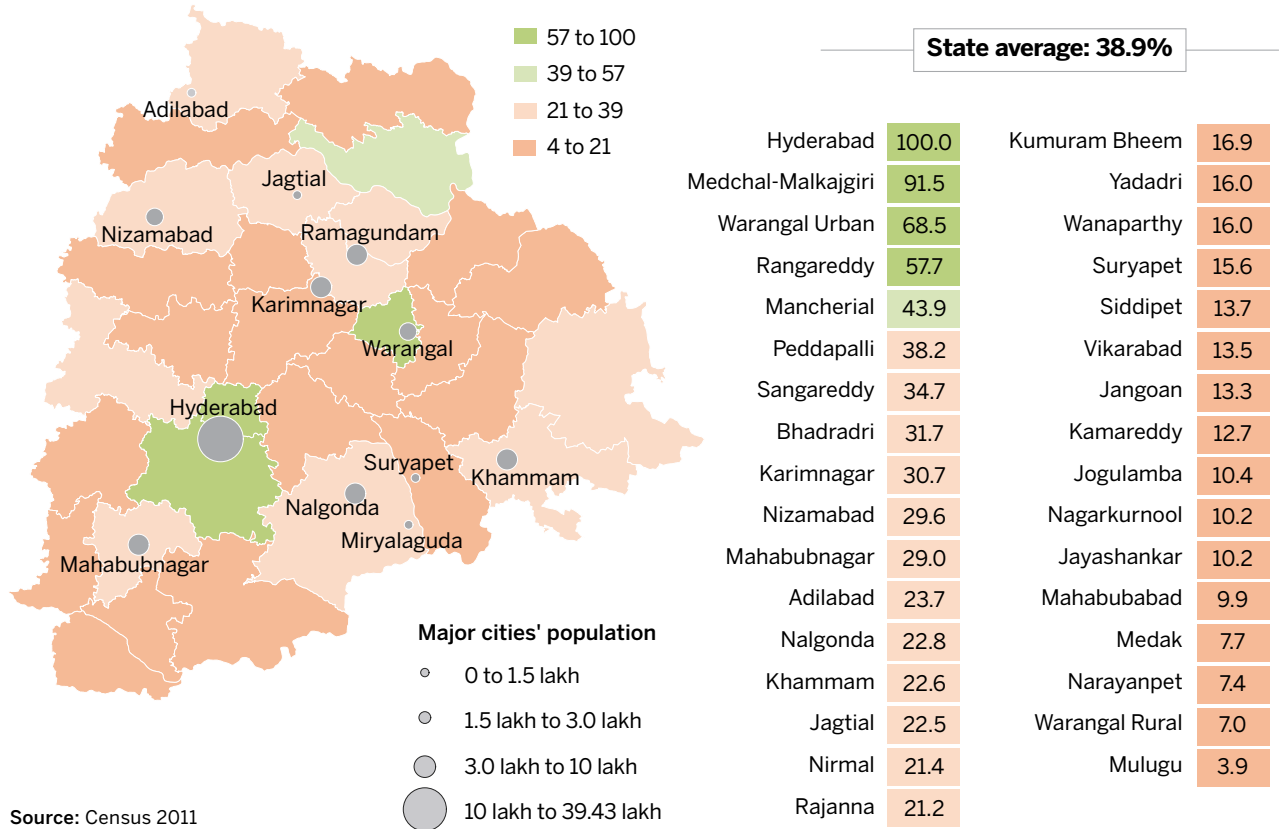 57 to 100
39 to 57
21 to 39
4 to 21
Adilabad
Jagtial
Nizamabad
Ramagundam
Karimnagar
Warangal
Hyderabad
Suryapet
Khammam
Nalgonda
Miryalaguda
Mahabubnagar
Major cities' population
0 to 1.5 lakh
1.5 lakh to 3.0 lakh
3.0 lakh to 10 lakh
10 lakh to 39.43 lakh
Source: Census 2011
State average: 38.9%
Hyderabad 100.0
Medchal-Malkajgiri 91.5
Warangal Urban 68.5
Rangareddy 57.7
Mancherial 43.9
Peddapalli 38.2
Sangareddy 34.7
Bhadradri 31.7
Karimnagar 30.7
Nizamabad 29.6
Mahabubnagar 29.0
Adilabad 23.7
Nalgonda 22.8
Khammam 22.6
Jagtial 22.5
Nirmal 21.4
Rajanna 21.2
Kumuram Bheem 16.9
Yadadri 16.0
Wanaparthy 16.0
Suryapet 15.6
Siddipet 13.7
Vikarabad 13.5
Jangoan 13.3
Kamareddy 12.7
Jogulamba 10.4
Nagarkurnool 10.2
Jayashankar 10.2
Mahabubabad 9.9
Medak 7.7
Narayanpet 7.4
Warangal Rural 7.0
Mulugu 3.9